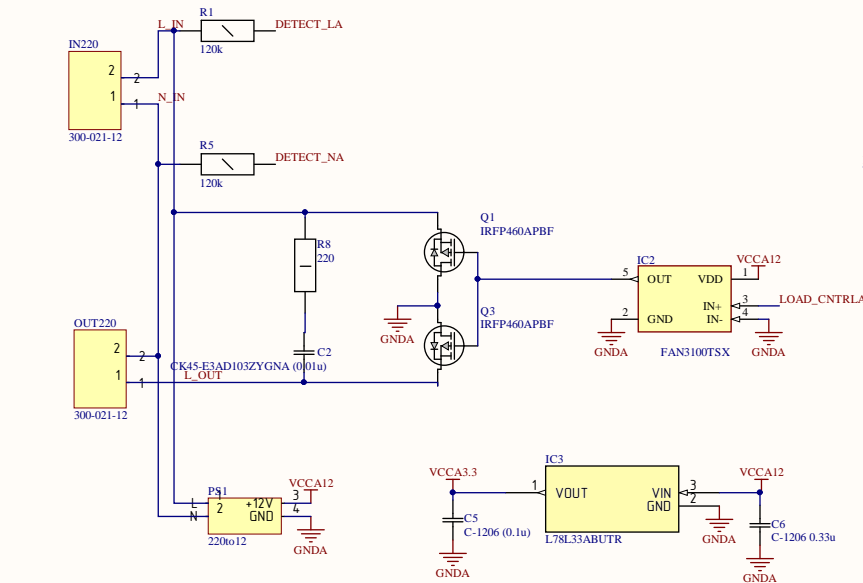 R1
L_IN
DETECT_LA
120k
IN220
2
2
1
1
N_IN
300-021-12
R5
DETECT_NA
120k
Q1
IRFP460APBF
R8
220
IC2
VCCA12
5
OUT
VDD
1
IN+
3
LOAD_CNTRLA
2
GND
IN-
4
GNDA
Q3
IRFP460APBF
GNDA
FAN3100TSX
GNDA
OUT220
2
2
C2
CK45-E3AD103ZYGNA (0.01u)
1
1
L_OUT
300-021-12
IC3
VCCA3.3
VCCA12
1
VOUT
VIN
3
GND
2
PS1
VCCA12
L
1
+12V
3
N
2
GND
4
220to12
GNDA
C5
C-1206 (0.1u)
L78L33ABUTR
GNDA
C6
C-1206 0.33u
GNDA
GNDA